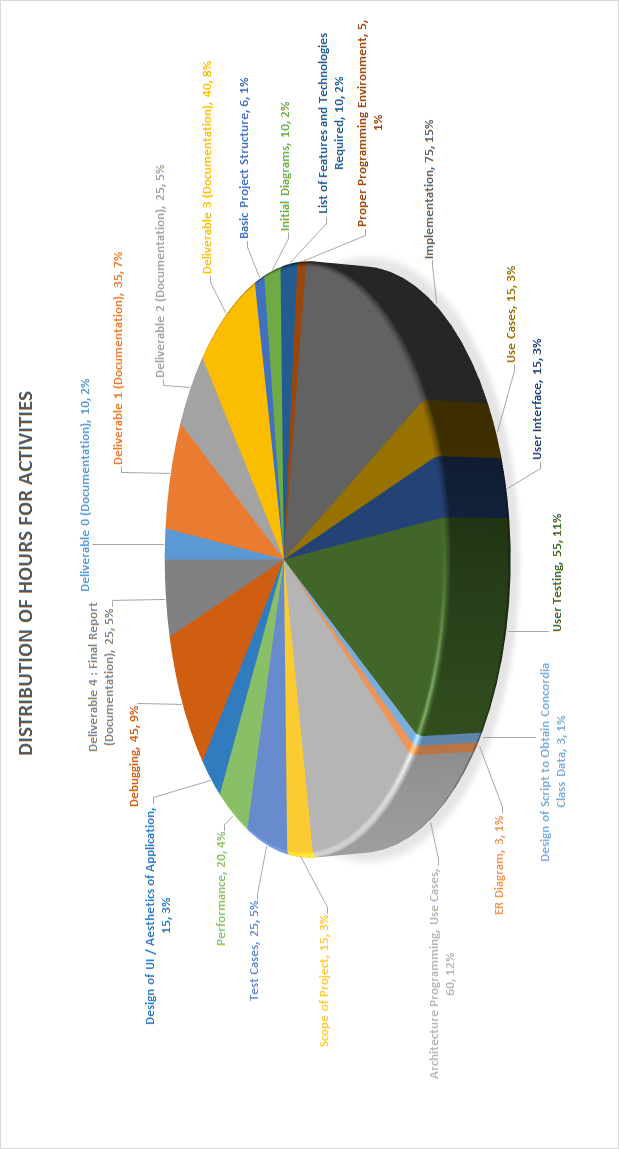 DISTRIBUTION OF HOURS FOR ACTIVITIES
Deliverable 0 (Documentation), 10, 2%
Deliverable 1 (Documentation), 35, 7%
Deliverable 2 (Documentation), 25, 5%
Deliverable 3 (Documentation), 40, 8%
Basic Project Structure, 6, 1%
Initial Diagrams, 10, 2%
List of Features and Technologies
Required, 10, 2%
Proper Programming Environment, 5,
1%
Implementation, 75, 15%
Use Cases, 15, 3%
User Interface, 15, 3%
User Testing, 55, 11%
Design of Script to Obtain Concordia
Class Data, 3, 1%
ER Diagram, 3, 1%
Architecture Programming, Use Cases,
60, 12%
Scope of Project, 15, 3%
Test Cases, 25, 5%
Performance, 20, 4%
Design of UI / Aesthetics of Application,
15, 3%
Debugging, 45, 9%
Deliverable 4 : Final Report
(Documentation), 25, 5%